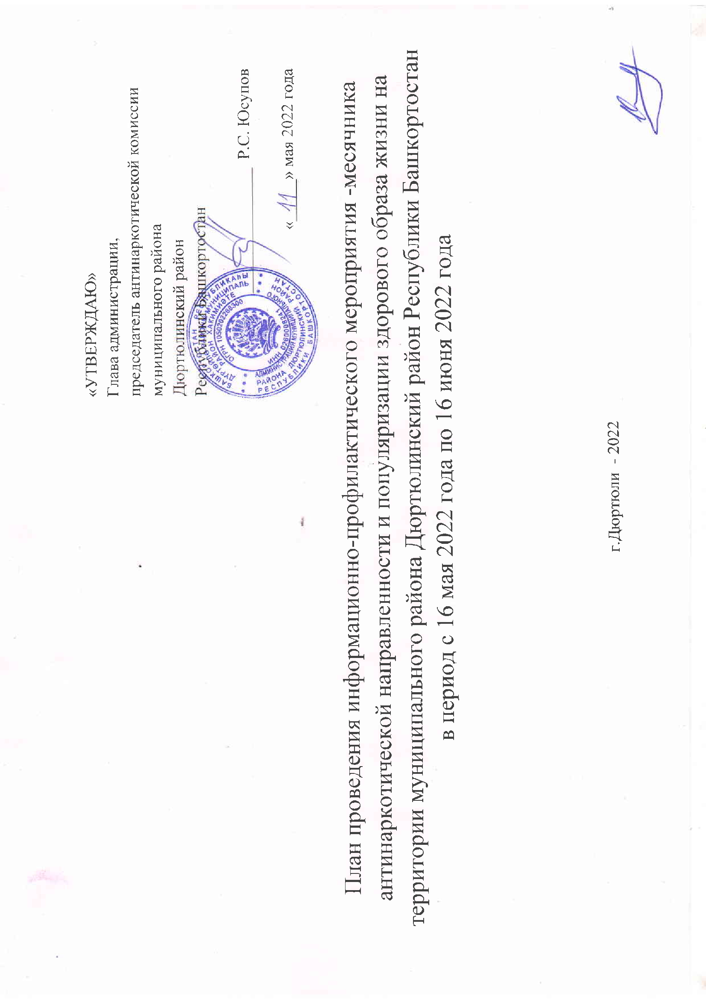 «УТВЕРЖДАЮ»
Глава администрации,
председатель антинаркотической комиссии
муниципального района
Дюртюлинский район
Республики Башкортостан
Р.С. Юсупов
« 11 » мая 2022 года
БАШКОРТОСТАН РЕСПУБЛИКАҺЫ
МУНИЦИПАЛЬ
РАЙОН ХАКИМИӘТЕ
ОГРН 1050202288300
ИНН 0260008241
АДМИНИСТРАЦИЯ МУНИЦИПАЛЬНОГО
РАЙОНА ДЮРТЮЛИНСКИЙ РАЙОН
РЕСПУБЛИКИ БАШКОРТОСТАН
План проведения информационно-профилактического мероприятия -месячника
антинаркотической направленности и популяризации здорового образа жизни на
территории муниципального района Дюртюлинский район Республики Башкортостан
в период с 16 мая 2022 года по 16 июня 2022 года
г.Дюртюли - 2022